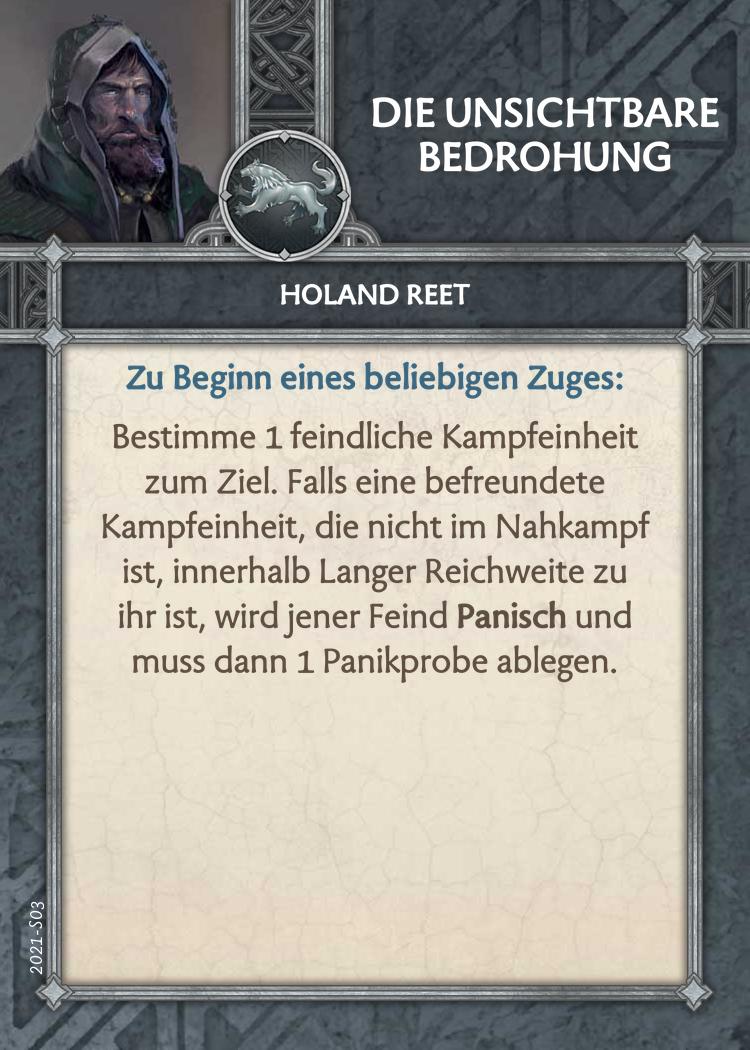 DIE UNSICHTBARE
BEDROHUNG
HOLAND REET
Zu Beginn eines beliebigen Zuges:
Bestimme 1 feindliche Kampfeinheit
zum Ziel. Falls eine befreundete
Kampfeinheit, die nicht im Nahkampf
ist, innerhalb Langer Reichweite zu
ihr ist, wird jener Feind Panisch und
muss dann 1 Panikprobe ablegen.
2021-S03